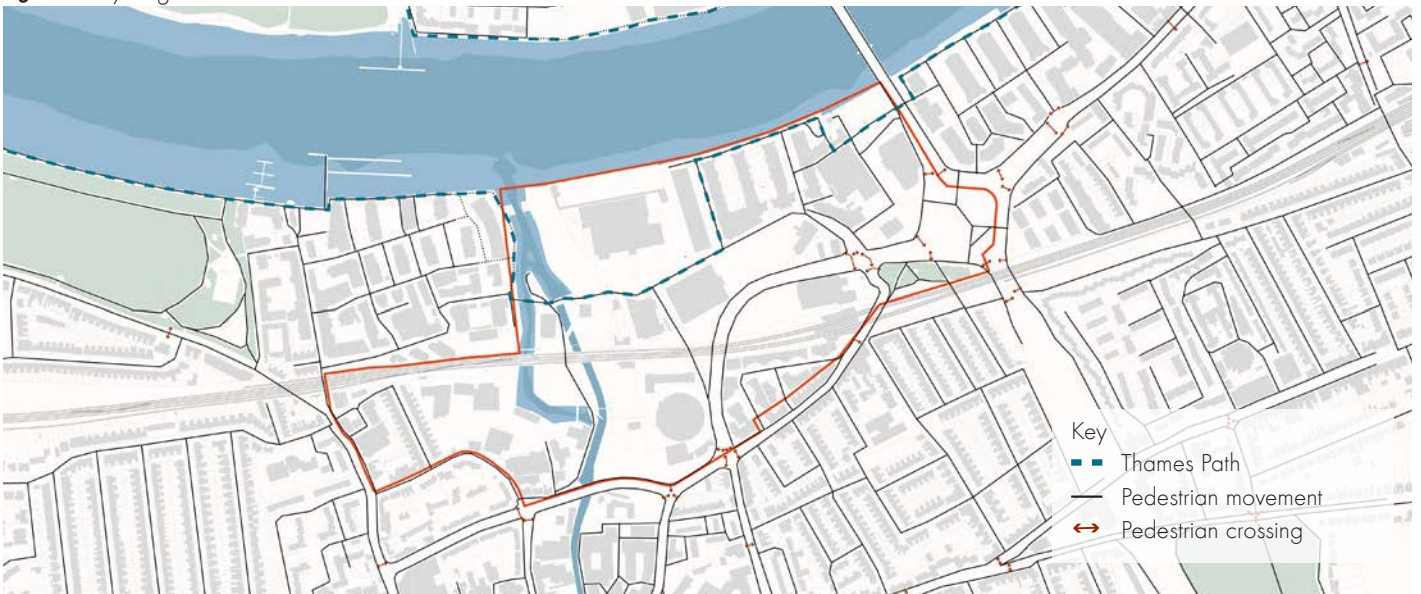 Key
Thames Path
Pedestrian movement
Pedestrian crossing